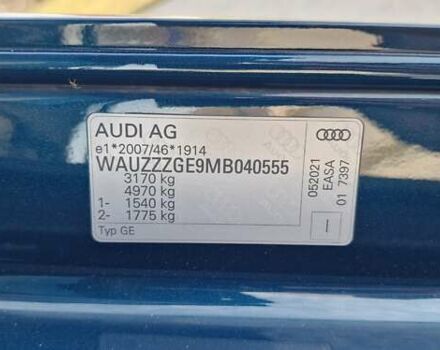 AUDI AG
e1*2007/46*1914
WAUZZZGE9MB040555
3170 kg
4970 kg
1- 1540 kg
2- 1775 kg
Typ GE
052021
EASA
01 7397
I